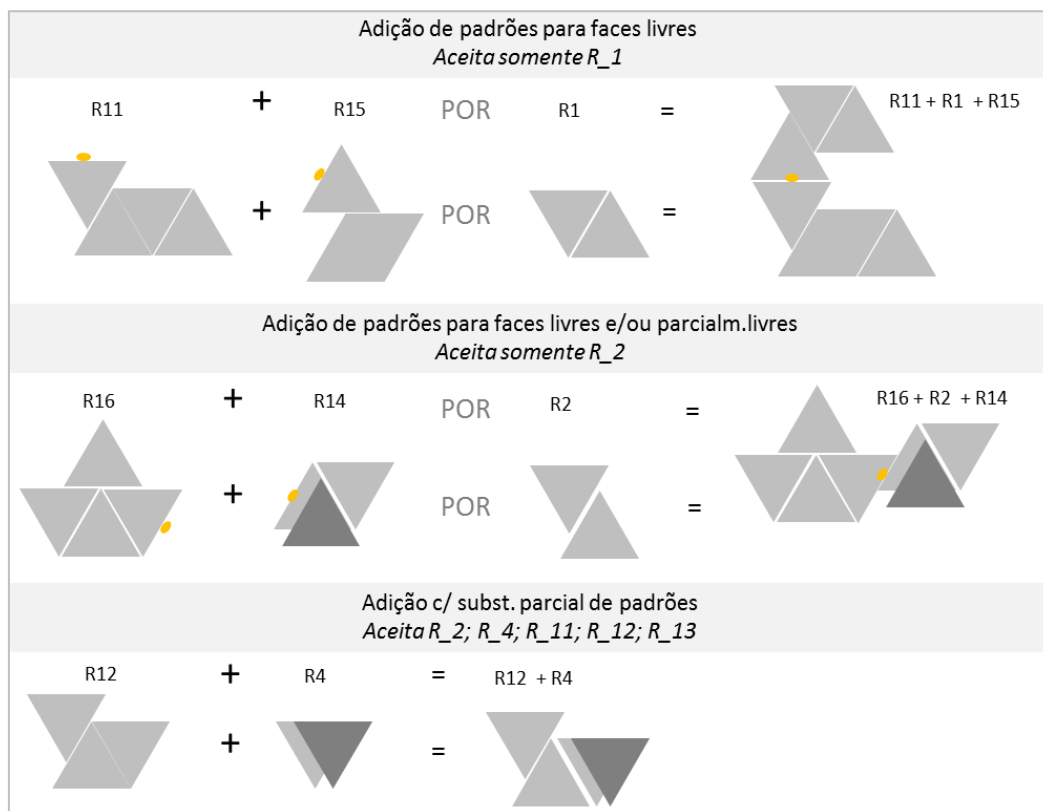 Adição de padrões para faces livres
Aceita somente R_1
R11 + R15 POR R1 = R11 + R1 + R15
+ POR =
Adição de padrões para faces livres e/ou parcialm.livres
Aceita somente R_2
R16 + R14 POR R2 = R16 + R2 + R14
+ POR =
Adição c/ subst. parcial de padrões
Aceita R_2; R_4; R_11; R_12; R_13
R12 + R4 = R12 + R4
+ =